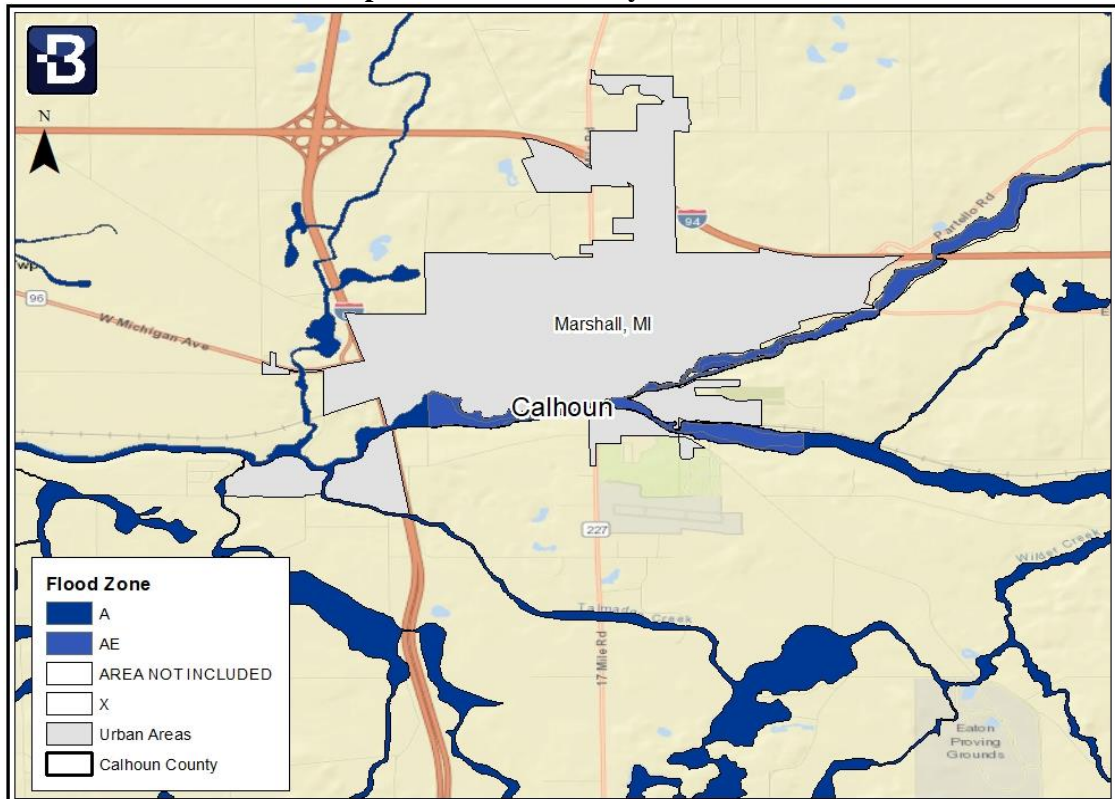 B
N
94
Partello Rd
96
W Michigan Ave
Marshall, MI
Calhoun
227
Wilder Creek
Talmadge Creek
17 Mile Rd
Eaton
Proving
Grounds
Flood Zone
A
AE
AREA NOT INCLUDED
X
Urban Areas
Calhoun County